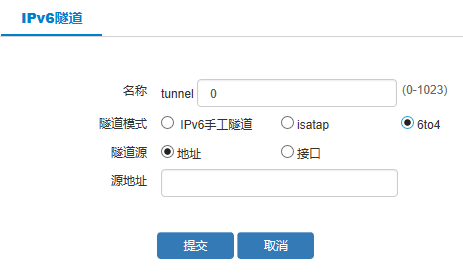 IPv6隧道
名称 tunnel 0 (0-1023)
隧道模式 IPv6手工隧道 isatap 6to4
隧道源 地址 接口
源地址
提交 取消